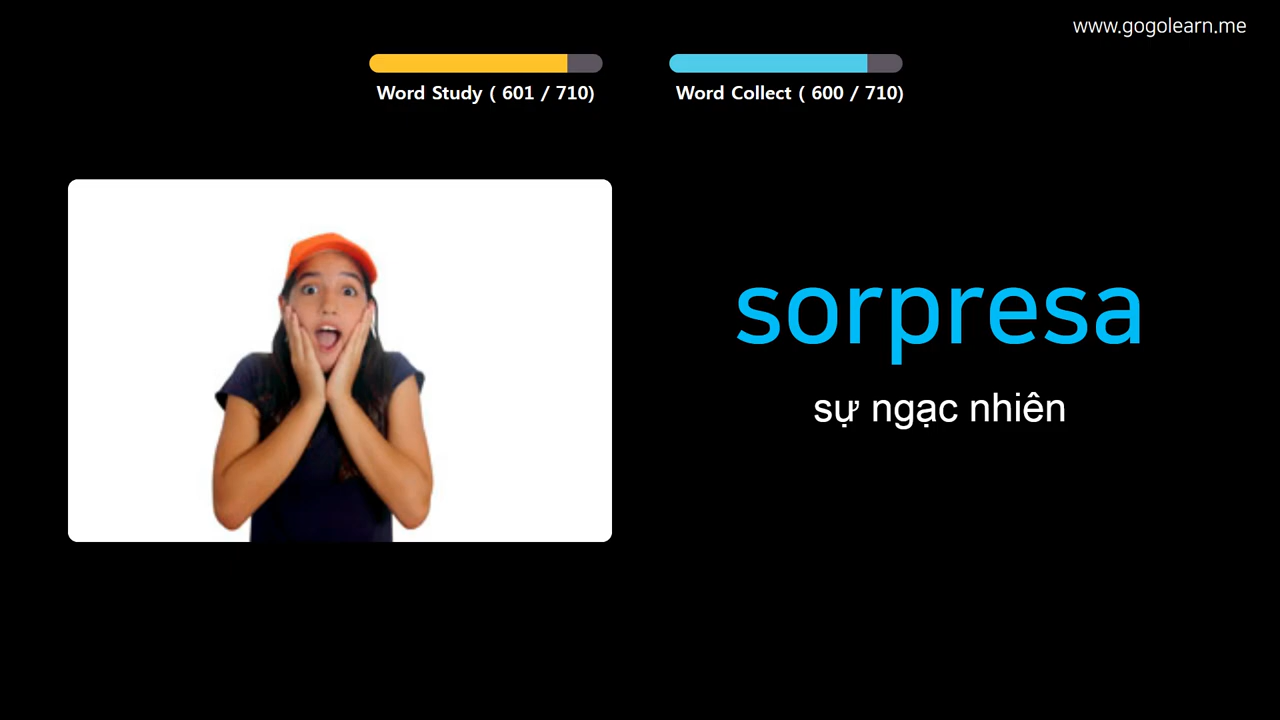 www.gogolearn.me
Word Study ( 601 / 710)
Word Collect ( 600 / 710)
sorpresa
sự ngạc nhiên